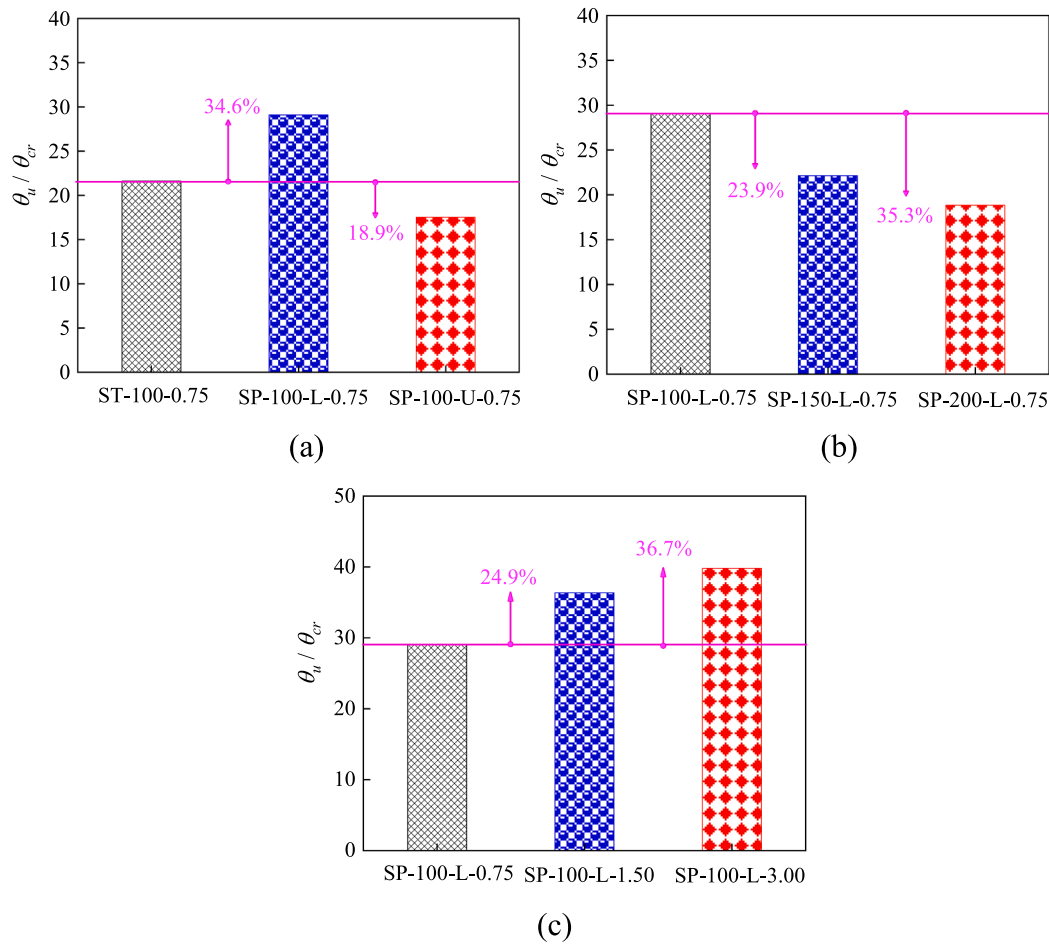 40
35
30
25
20
15
10
5
0
θu / θcr
34.6%
18.9%
ST-100-0.75
SP-100-L-0.75
SP-100-U-0.75
(a)
40
35
30
25
20
15
10
5
0
θu / θcr
23.9%
35.3%
SP-100-L-0.75
SP-150-L-0.75
SP-200-L-0.75
(b)
50
40
30
20
10
0
θu / θcr
24.9%
36.7%
SP-100-L-0.75
SP-100-L-1.50
SP-100-L-3.00
(c)